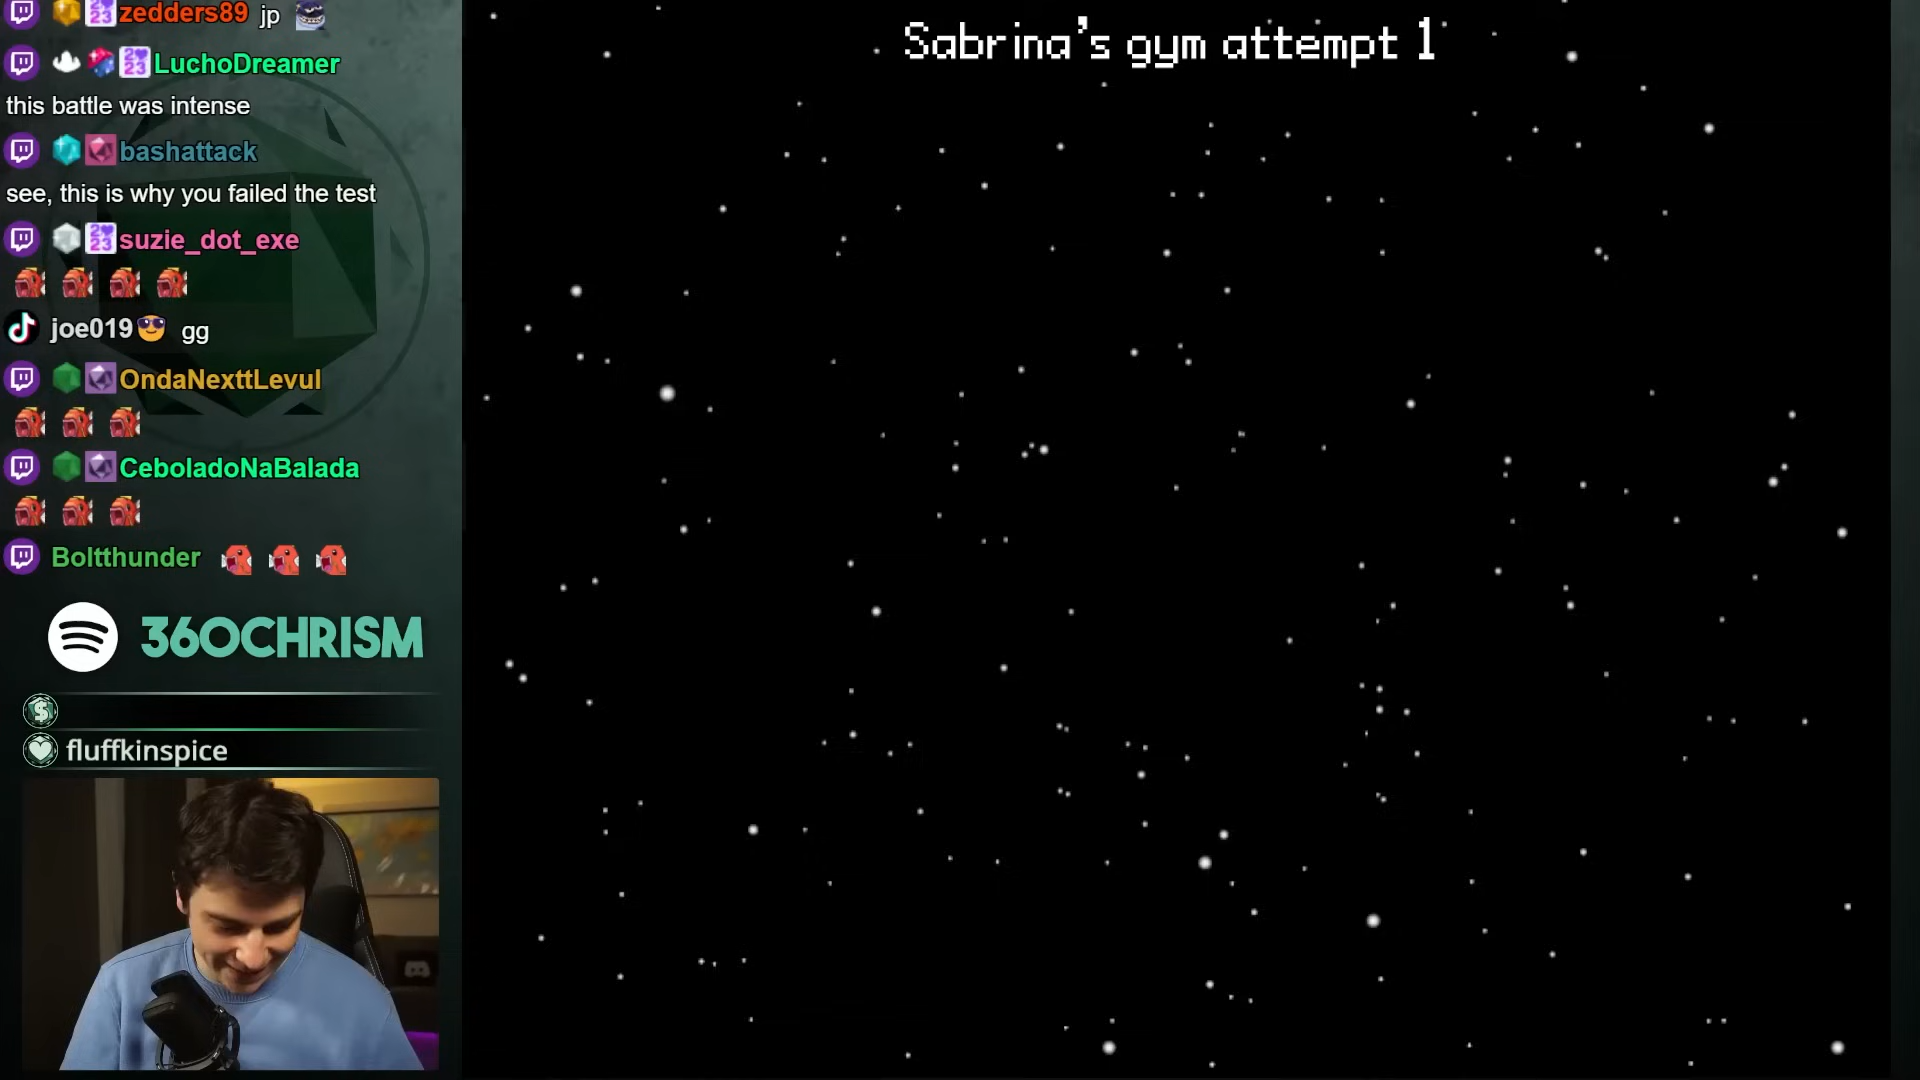 zedders89 jp
LuchoDreamer
this battle was intense
bashattack
see, this is why you failed the test
suzie_dot_exe
joe019 gg
OndaNexttLevul
CeboladoNaBalada
Boltthunder
360CHRISM
fluffkinspice
Sabrina's gym attempt 1